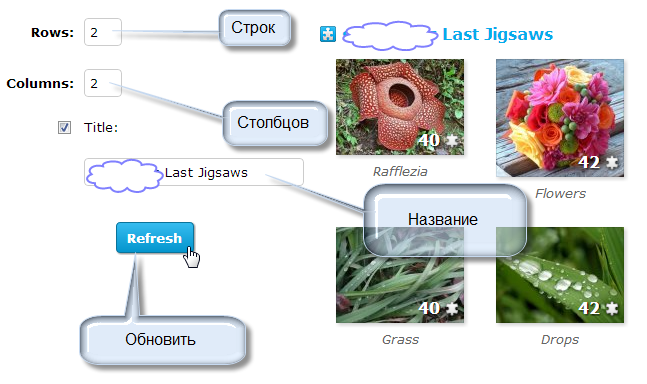 Rows: 2
Строк
Columns: 2
Столбцов
Title:
Last Jigsaws
Название
Refresh
Обновить
Last Jigsaws
40
Rafflezia
42
Flowers
40
Grass
42
Drops